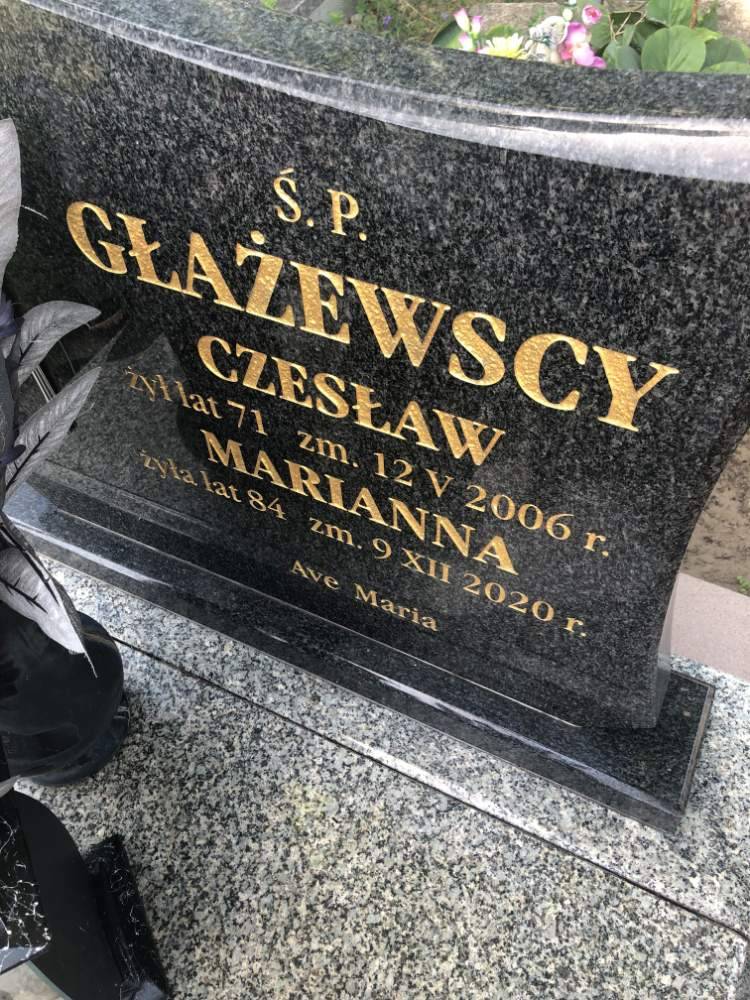 Ś. P.
GŁAŻEWSCY
CZESŁAW
żył lat 71 zm. 12 V 2006 r.
MARIANNA
żyła lat 84 zm. 9 XII 2020 r.
Ave Maria